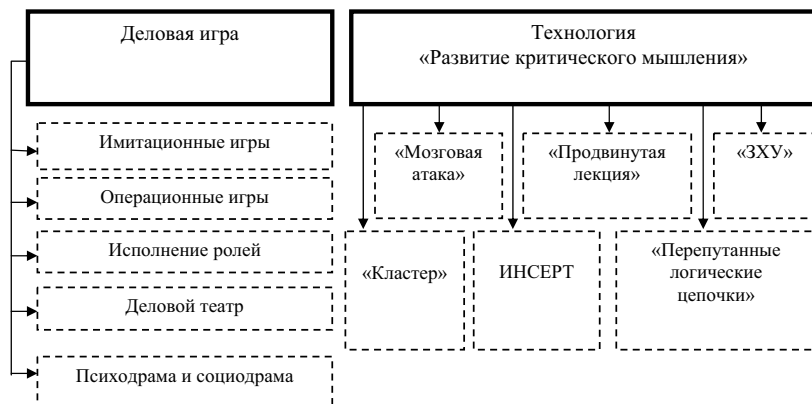 Деловая игра
Имитационные игры
Операционные игры
Исполнение ролей
Деловой театр
Психодрама и социодрама
Технология
«Развитие критического мышления»
«Мозговая
атака»
«Продвинутая
лекция»
«ЗХУ»
«Кластер»
ИНСЕРТ
«Перепутанные
логические
цепочки»